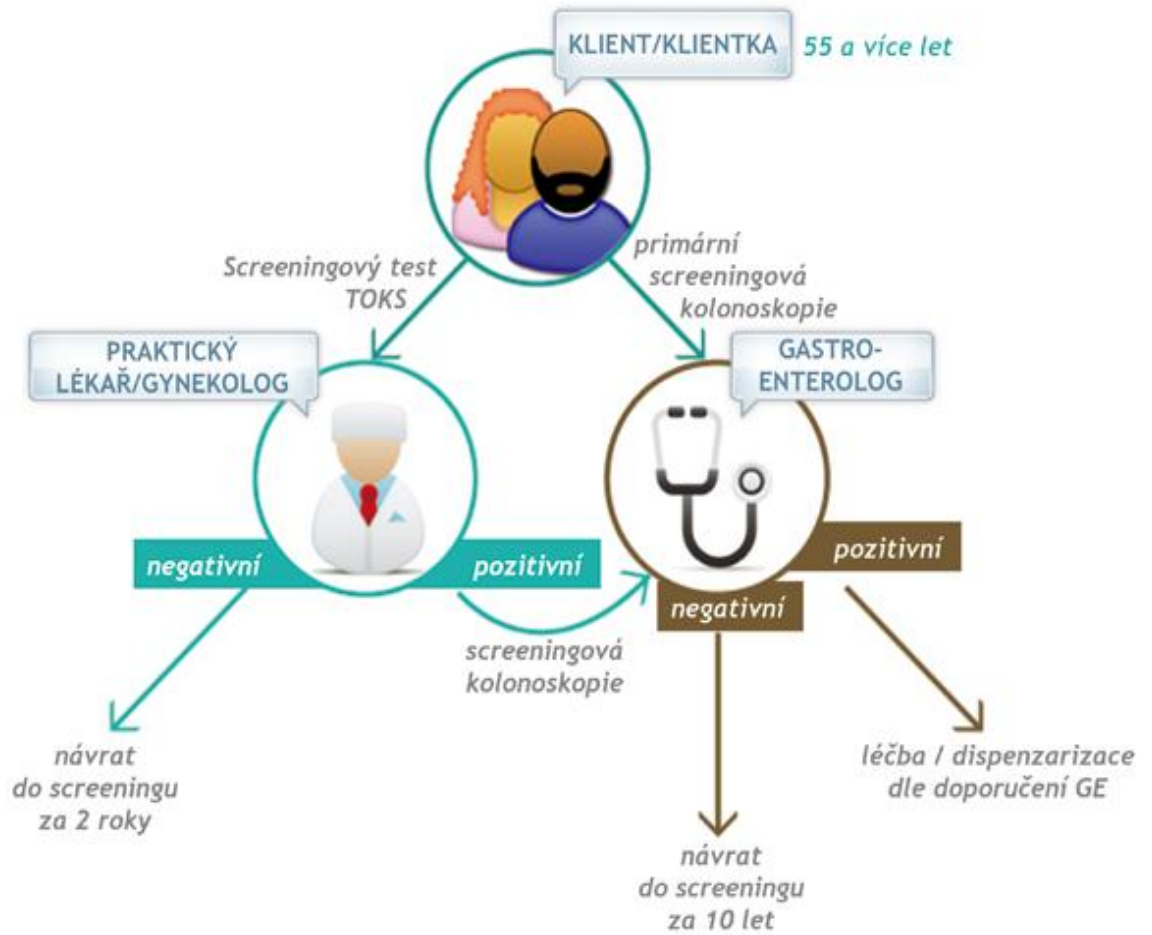 KLIENT/KLIENTKA
55 a více let
Screeningový test
TOKS
primární
screeningová
kolonoskopie
PRAKTICKÝ
LÉKAŘ/GYNEKOLOG
GASTRO-
ENTEROLOG
negativní
pozitivní
pozitivní
negativní
screeningová
kolonoskopie
návrat
do screeningu
za 2 roky
léčba / dispenzarizace
dle doporučení GE
návrat
do screeningu
za 10 let